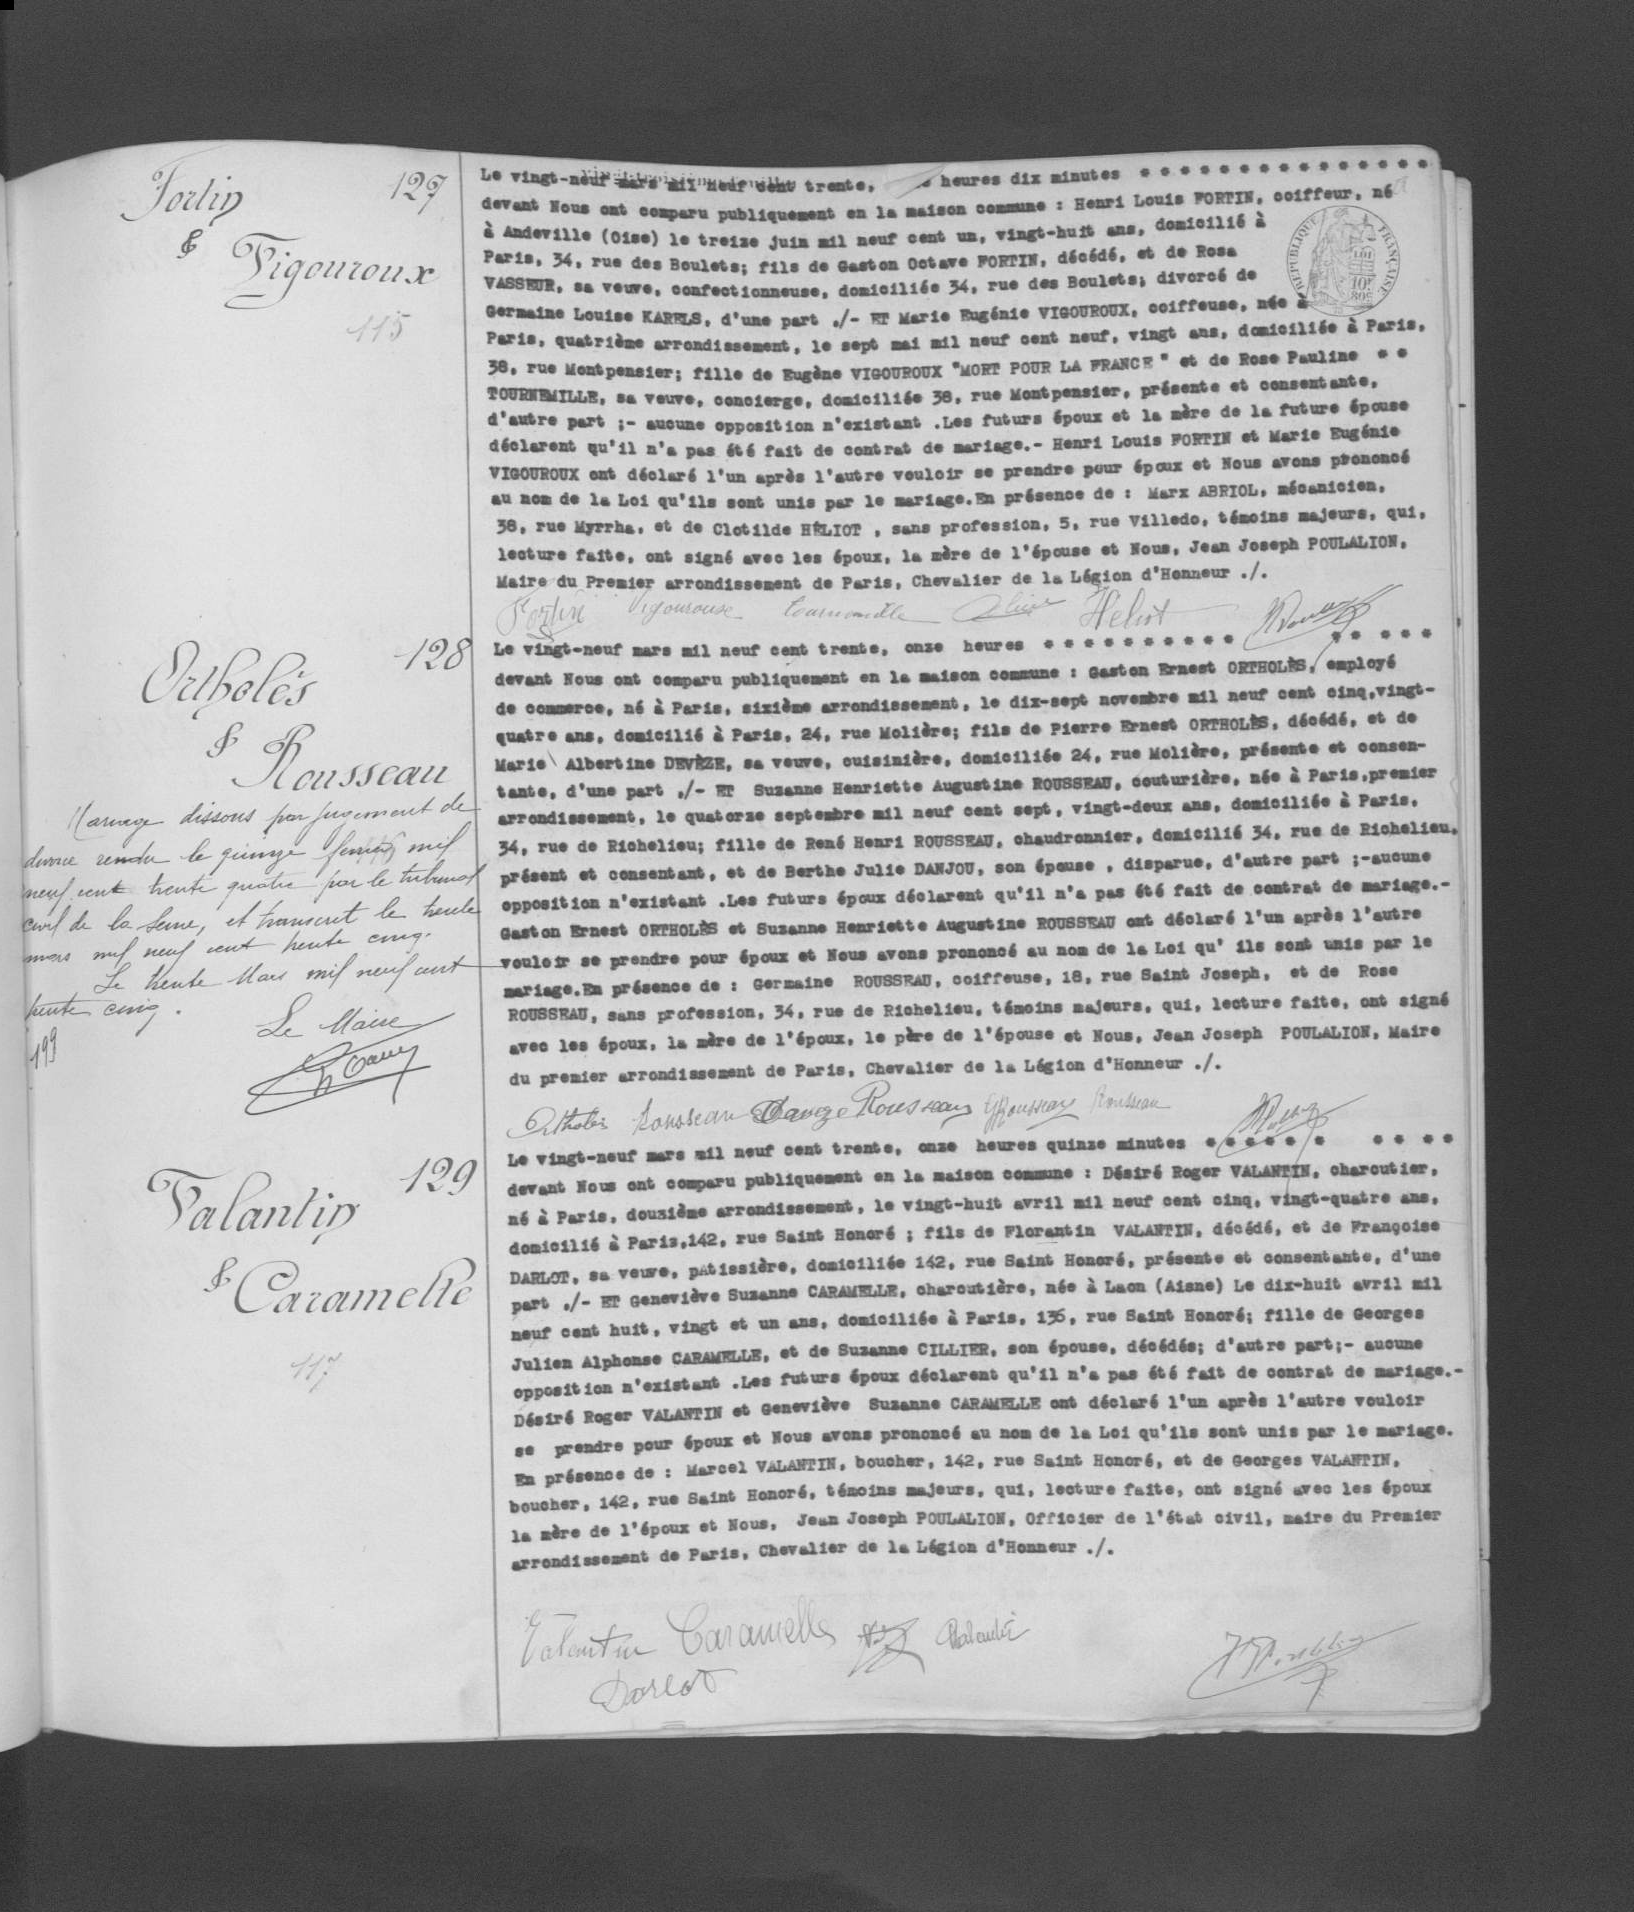 Fortin
127
&
Vigouroux
115
Le vingt-neuf mars mil neuf cent trente, heures dix minutes
devant Nous ont comparu publiquement en la maison commune : Henri Louis FORTIN, coiffeur, né
à Andeville (Oise) le treize juin mil neuf cent un, vingt-huit ans, domicilié à
Paris, 34, rue des Boulets; fils de Gaston Octave FORTIN, décédé, et de Rosa
VASSEUR, sa veuve, confectionneuse, domiciliée 34, rue des Boulets; divorcé de
Germaine Louise KARELS, d'une part ./- ET Marie Eugénie VIGOUROUX, coiffeuse, née à
Paris, quatrième arrondissement, le sept mai mil neuf cent neuf, vingt ans, domiciliée à Paris,
38, rue Montpensier; fille de Eugène VIGOUROUX "MORT POUR LA FRANCE" et de Rose Pauline * *
TOURNEMILLE, sa veuve, concierge, domiciliée 38, rue Montpensier, présente et consentante,
d'autre part ;- aucune opposition n'existant .Les futurs époux et la mère de la future épouse
déclarent qu'il n'a pas été fait de contrat de mariage.- Henri Louis FORTIN et Marie Eugénie
VIGOUROUX ont déclaré l'un après l'autre vouloir se prendre pour époux et Nous avons prononcé
au nom de la Loi qu'ils sont unis par le mariage.En présence de : Marx ABRIOL, mécanicien,
38, rue Myrrha, et de Clotilde HÉLIOT , sans profession, 5, rue Villedo, témoins majeurs, qui,
lecture faite, ont signé avec les époux, la mère de l'épouse et Nous, Jean Joseph POULALION,
Maire du Premier arrondissement de Paris, Chevalier de la Légion d'Honneur ./.
RÉPUBLIQUE FRANÇAISE
LOI
10f
80c
Fortin Vigouroux Tournemille Heliot
Ortholès
128
&
Rousseau
Mariage dissous par jugement de
divorce rendu le quinze février mil
neuf cent trente quatre par le tribunal
civil de la Seine, et transcrit le trente
mars mil neuf cent trente cinq.
Le trente Mars mil neuf cent
trente cinq.
Le Maire
199
Le vingt-neuf mars mil neuf cent trente, onze heures
devant Nous ont comparu publiquement en la maison commune : Gaston Ernest ORTHOLÈS, employé
de commerce, né à Paris, sixième arrondissement, le dix-sept novembre mil neuf cent cinq,vingt-
quatre ans, domicilié à Paris, 24, rue Molière; fils de Pierre Ernest ORTHOLÈS, décédé, et de
Marie Albertine DEVÈZE, sa veuve, cuisinière, domiciliée 24, rue Molière, présente et consen-
tante, d'une part ./- ET Suzanne Henriette Augustine ROUSSEAU, couturière, née à Paris,premier
arrondissement, le quatorze septembre mil neuf cent sept, vingt-deux ans, domiciliée à Paris,
34, rue de Richelieu; fille de René Henri ROUSSEAU, chaudronnier, domicilié 34, rue de Richelieu,
présent et consentant, et de Berthe Julie DANJOU, son épouse , disparue, d'autre part ;-aucune
opposition n'existant .Les futurs époux déclarent qu'il n'a pas été fait de contrat de mariage.-
Gaston Ernest ORTHOLÈS et Suzanne Henriette Augustine ROUSSEAU ont déclaré l'un après l'autre
vouloir se prendre pour époux et Nous avons prononcé au nom de la Loi qu' ils sont unis par le
mariage.En présence de : Germaine ROUSSEAU, coiffeuse, 18, rue Saint Joseph, et de Rose
ROUSSEAU, sans profession, 34, rue de Richelieu, témoins majeurs, qui, lecture faite, ont signé
avec les époux, la mère de l'époux, le père de l'épouse et Nous, Jean Joseph POULALION, Maire
du premier arrondissement de Paris, Chevalier de la Légion d'Honneur ./.
Ortholès Rousseau Rousseau GRousseau Rousseau
Valantin
129
&
Caramelle
117
Le vingt-neuf mars mil neuf cent trente, onze heures quinze minutes
devant Nous ont comparu publiquement en la maison commune : Désiré Roger VALANTIN, charcutier,
né à Paris, douzième arrondissement, le vingt-huit avril mil neuf cent cinq, vingt-quatre ans,
domicilié à Paris,142, rue Saint Honoré ; fils de Florantin VALANTIN, décédé, et de Françoise
DARLOT, sa veuve, patissière, domiciliée 142, rue Saint Honoré, présente et consentante, d'une
part ./- ET Geneviève Suzanne CARAMELLE, charcutière, née à Laon (Aisne) Le dix-huit avril mil
neuf cent huit, vingt et un ans, domiciliée à Paris, 136, rue Saint Honoré; fille de Georges
Julien Alphonse CARAMELLE, et de Suzanne CILLIER, son épouse, décédés; d'autre part;- aucune
opposition n'existant .Les futurs époux déclarent qu'il n'a pas été fait de contrat de mariage.-
Désiré Roger VALANTIN et Geneviève Suzanne CARAMELLE ont déclaré l'un après l'autre vouloir
se prendre pour époux et Nous avons prononcé au nom de la Loi qu'ils sont unis par le mariage.
En présence de : Marcel VALANTIN, boucher, 142, rue Saint Honoré, et de Georges VALANTIN,
boucher, 142, rue Saint Honoré, témoins majeurs, qui, lecture faite, ont signé avec les époux
la mère de l'époux et Nous, Jean Joseph POULALION, Officier de l'état civil, maire du Premier
arrondissement de Paris, Chevalier de la Légion d'Honneur ./.
Valantin Caramelle
Darlot